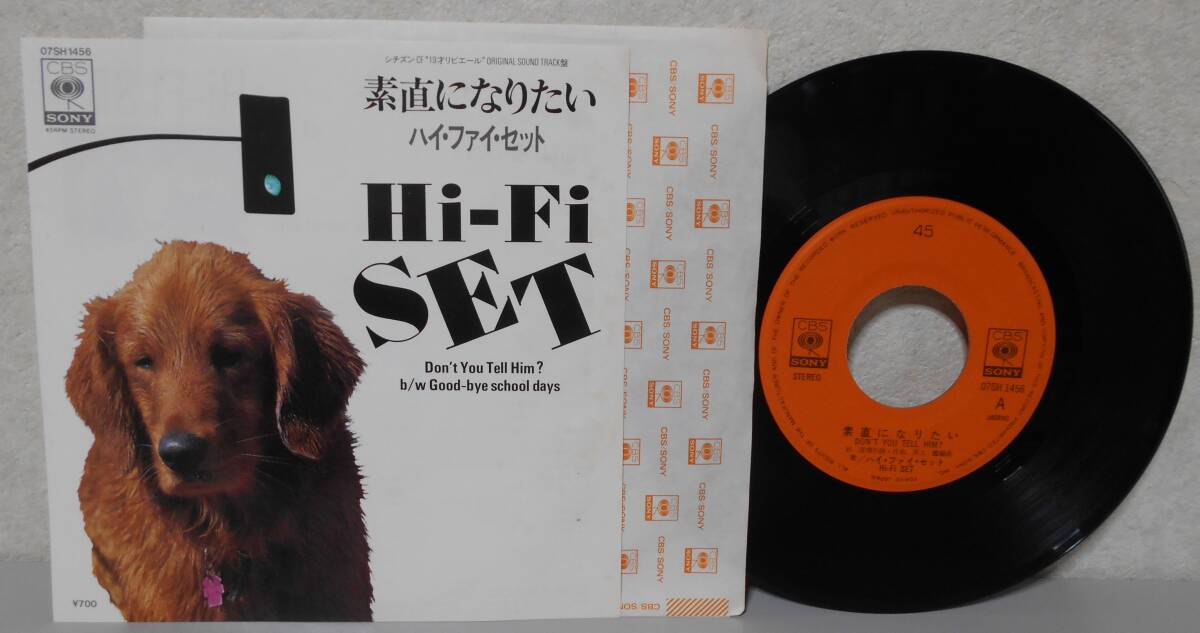 07SH1456
CBS
SONY
45RPM STEREO
シチズンCF "19才リビエール" ORIGINAL SOUND TRACK盤
素直になりたい
ハイ・ファイ・セット
Hi-Fi
SET
Don't You Tell Him?
b/w Good-bye school days
¥700
CBS/SONY
45
CBS
SONY
STEREO
CBS
SONY
07SH 1456
A
素直になりたい
DON'T YOU TELL HIM?
歌/ハイ・ファイ・セット
HI-FI SET